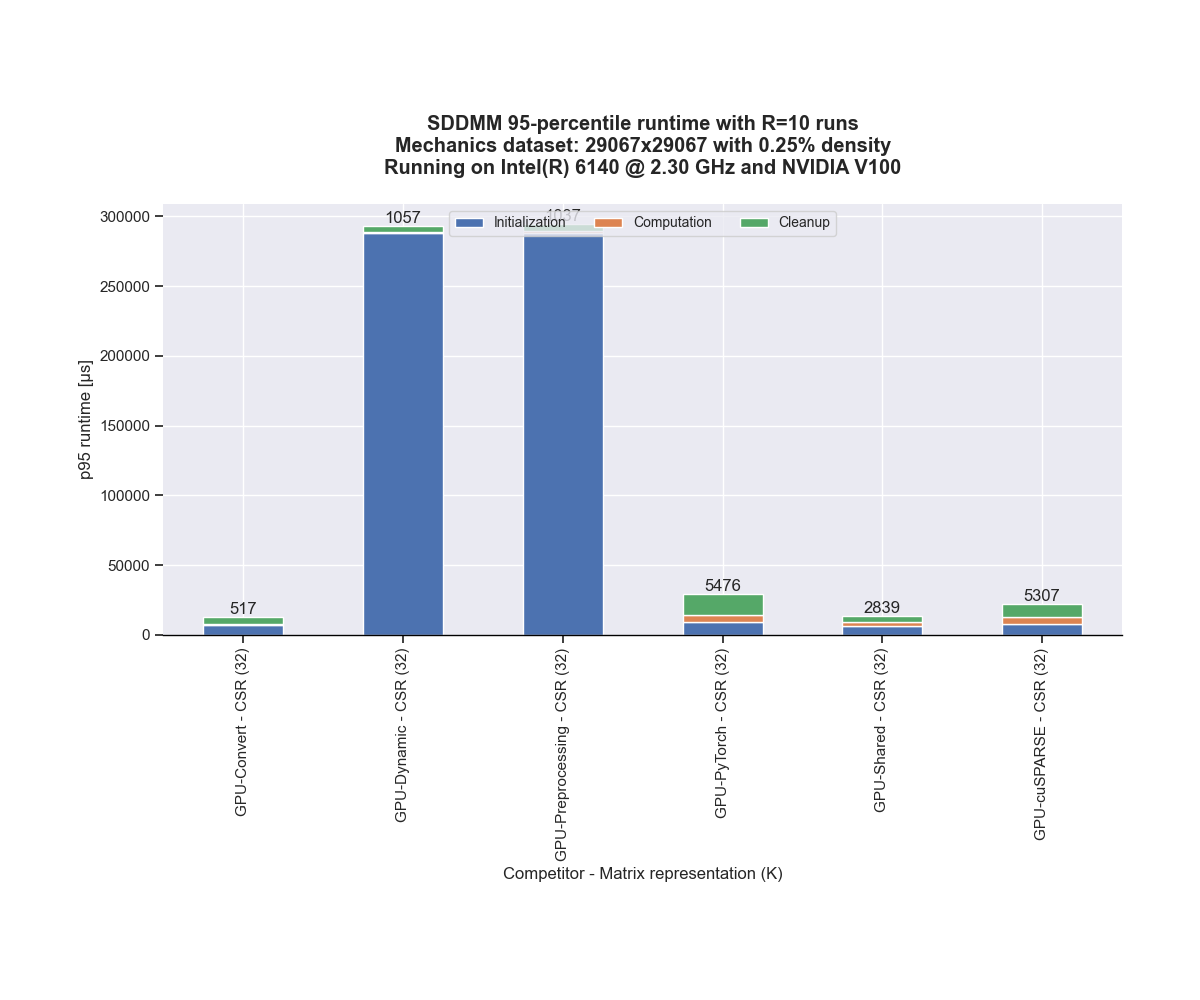 SDDMM 95-percentile runtime with R=10 runs
Mechanics dataset: 29067x29067 with 0.25% density
Running on Intel(R) 6140 @ 2.30 GHz and NVIDIA V100
Initialization Computation Cleanup
p95 runtime [µs]
300000
250000
200000
150000
100000
50000
0
517
1057
1037
5476
2839
5307
GPU-Convert - CSR (32)
GPU-Dynamic - CSR (32)
GPU-Preprocessing - CSR (32)
GPU-PyTorch - CSR (32)
GPU-Shared - CSR (32)
GPU-cuSPARSE - CSR (32)
Competitor - Matrix representation (K)